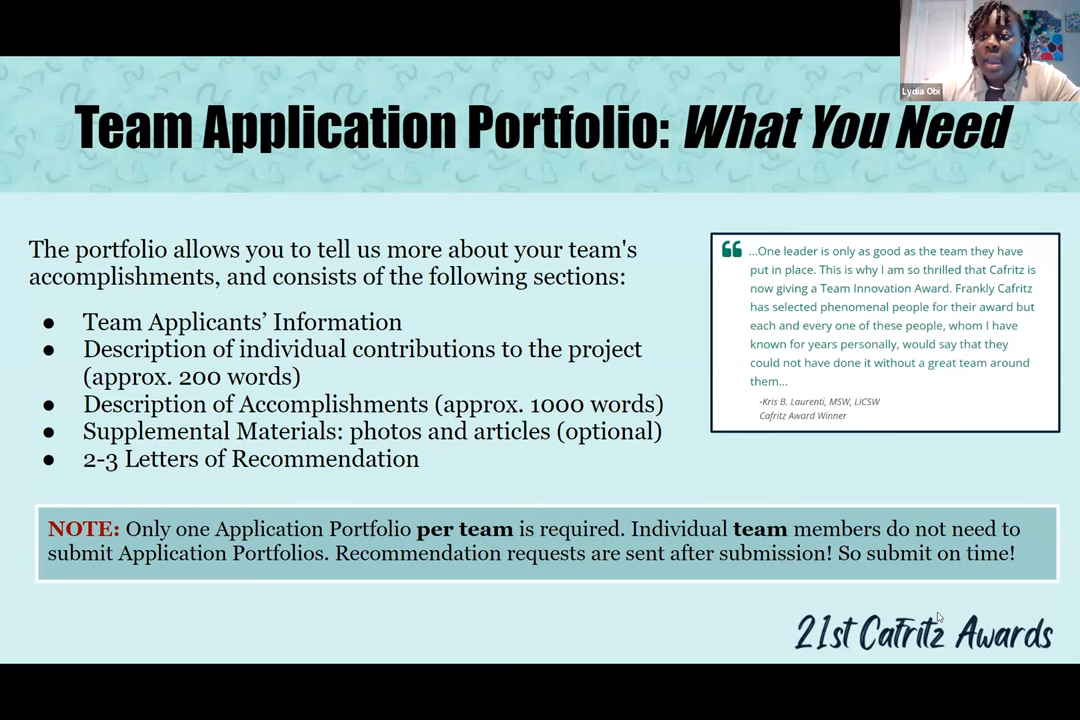 Lydia Obi
Team Application Portfolio: What You Need
The portfolio allows you to tell us more about your team's
accomplishments, and consists of the following sections:
● Team Applicants’ Information
● Description of individual contributions to the project
(approx. 200 words)
● Description of Accomplishments (approx. 1000 words)
● Supplemental Materials: photos and articles (optional)
● 2-3 Letters of Recommendation
“ ...One leader is only as good as the team they have
put in place. This is why I am so thrilled that Cafritz is
now giving a Team Innovation Award. Frankly Cafritz
has selected phenomenal people for their award but
each and every one of these people, whom I have
known for years personally, would say that they
could not have done it without a great team around
them...
-Kris B. Laurenti, MSW, LICSW
Cafritz Award Winner
NOTE: Only one Application Portfolio per team is required. Individual team members do not need to
submit Application Portfolios. Recommendation requests are sent after submission! So submit on time!
21st Cafritz Awards